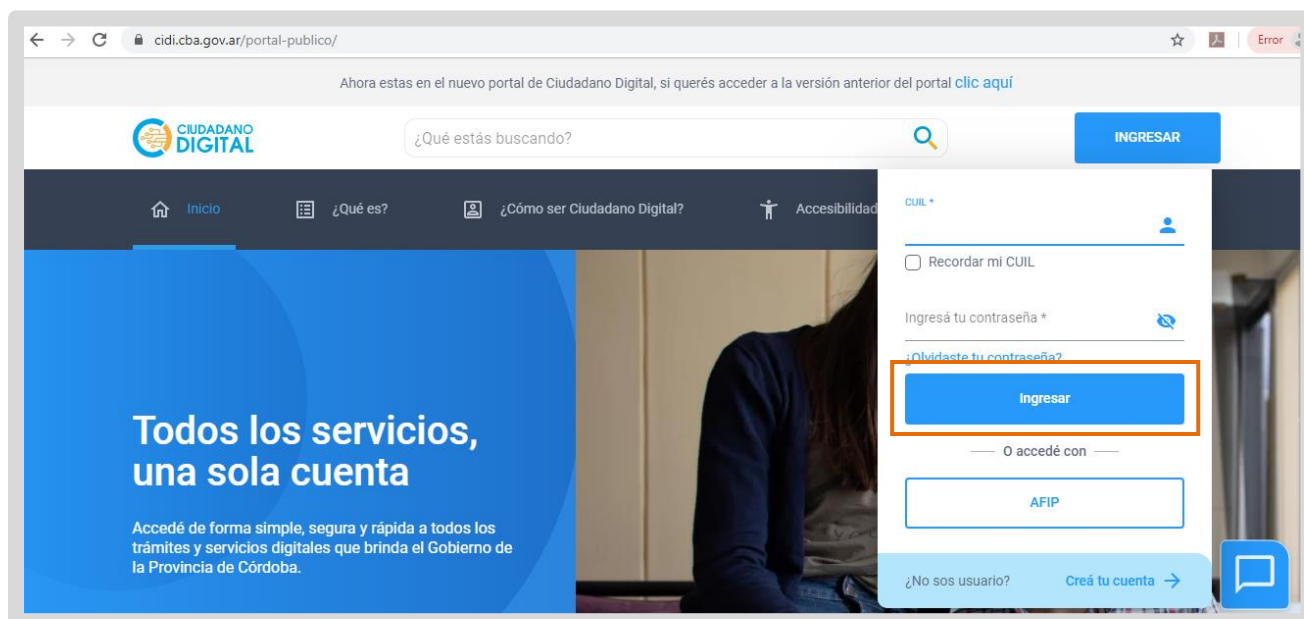 cidi.cba.gov.ar/portal-publico/
Error
Ahora estas en el nuevo portal de Ciudadano Digital, si querés acceder a la versión anterior del portal clic aquí
CIUDADANO
DIGITAL
¿Qué estás buscando?
INGRESAR
Inicio
¿Qué es?
¿Cómo ser Ciudadano Digital?
Accesibilidad
CUIL *
Recordar mi CUIL
Ingresá tu contraseña *
¿Olvidaste tu contraseña?
Ingresar
O accedé con
AFIP
¿No sos usuario? Creá tu cuenta →
Todos los servicios,
una sola cuenta
Accedé de forma simple, segura y rápida a todos los
trámites y servicios digitales que brinda el Gobierno de
la Provincia de Córdoba.